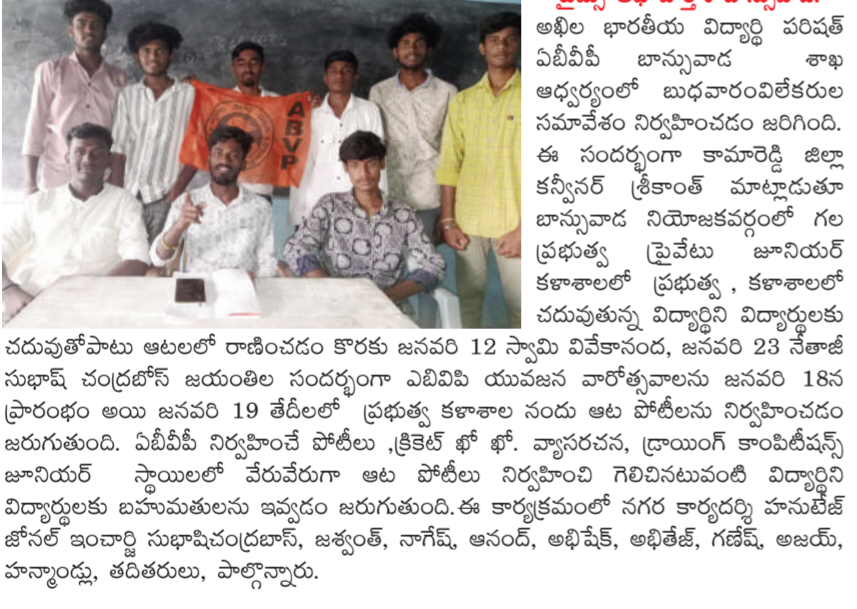 ABVP
అఖిల భారతీయ విద్యార్థి పరిషత్
ఏబీవీపీ బాన్సువాడ శాఖ
ఆధ్వర్యంలో బుధవారంవిలేకరుల
సమావేశం నిర్వహించడం జరిగింది.
ఈ సందర్భంగా కామారెడ్డి జిల్లా
కన్వీనర్ శ్రీకాంత్ మాట్లాడుతూ
బాన్సువాడ నియోజకవర్గంలో గల
ప్రభుత్వ ప్రైవేటు జూనియర్
కళాశాలలో ప్రభుత్వ , కళాశాలలో
చదువుతున్న విద్యార్థిని విద్యార్థులకు
చదువుతోపాటు ఆటలలో రాణించడం కొరకు జనవరి 12 స్వామి వివేకానంద, జనవరి 23 నేతాజీ
సుభాష్ చంద్రబోస్ జయంతిల సందర్భంగా ఎబివిపి యువజన వారోత్సవాలను జనవరి 18న
ప్రారంభం అయి జనవరి 19 తేదీలలో ప్రభుత్వ కళాశాల నందు ఆట పోటీలను నిర్వహించడం
జరుగుతుంది. ఏబీవీపీ నిర్వహించే పోటీలు ,క్రికెట్ ఖో ఖో. వ్యాసరచన, డ్రాయింగ్ కాంపిటీషన్స్
జూనియర్ స్థాయిలలో వేరువేరుగా ఆట పోటీలు నిర్వహించి గెలిచినటువంటి విద్యార్థిని
విద్యార్థులకు బహుమతులను ఇవ్వడం జరుగుతుంది.ఈ కార్యక్రమంలో నగర కార్యదర్శి హనుటేజ్
జోనల్ ఇంచార్జి సుభాషిచంద్రబాస్, జశ్వంత్, నాగేష్, ఆనంద్, అభిషేక్, అభితేజ్, గణేష్, అజయ్,
హన్మాండ్లు, తదితరులు, పాల్గొన్నారు.